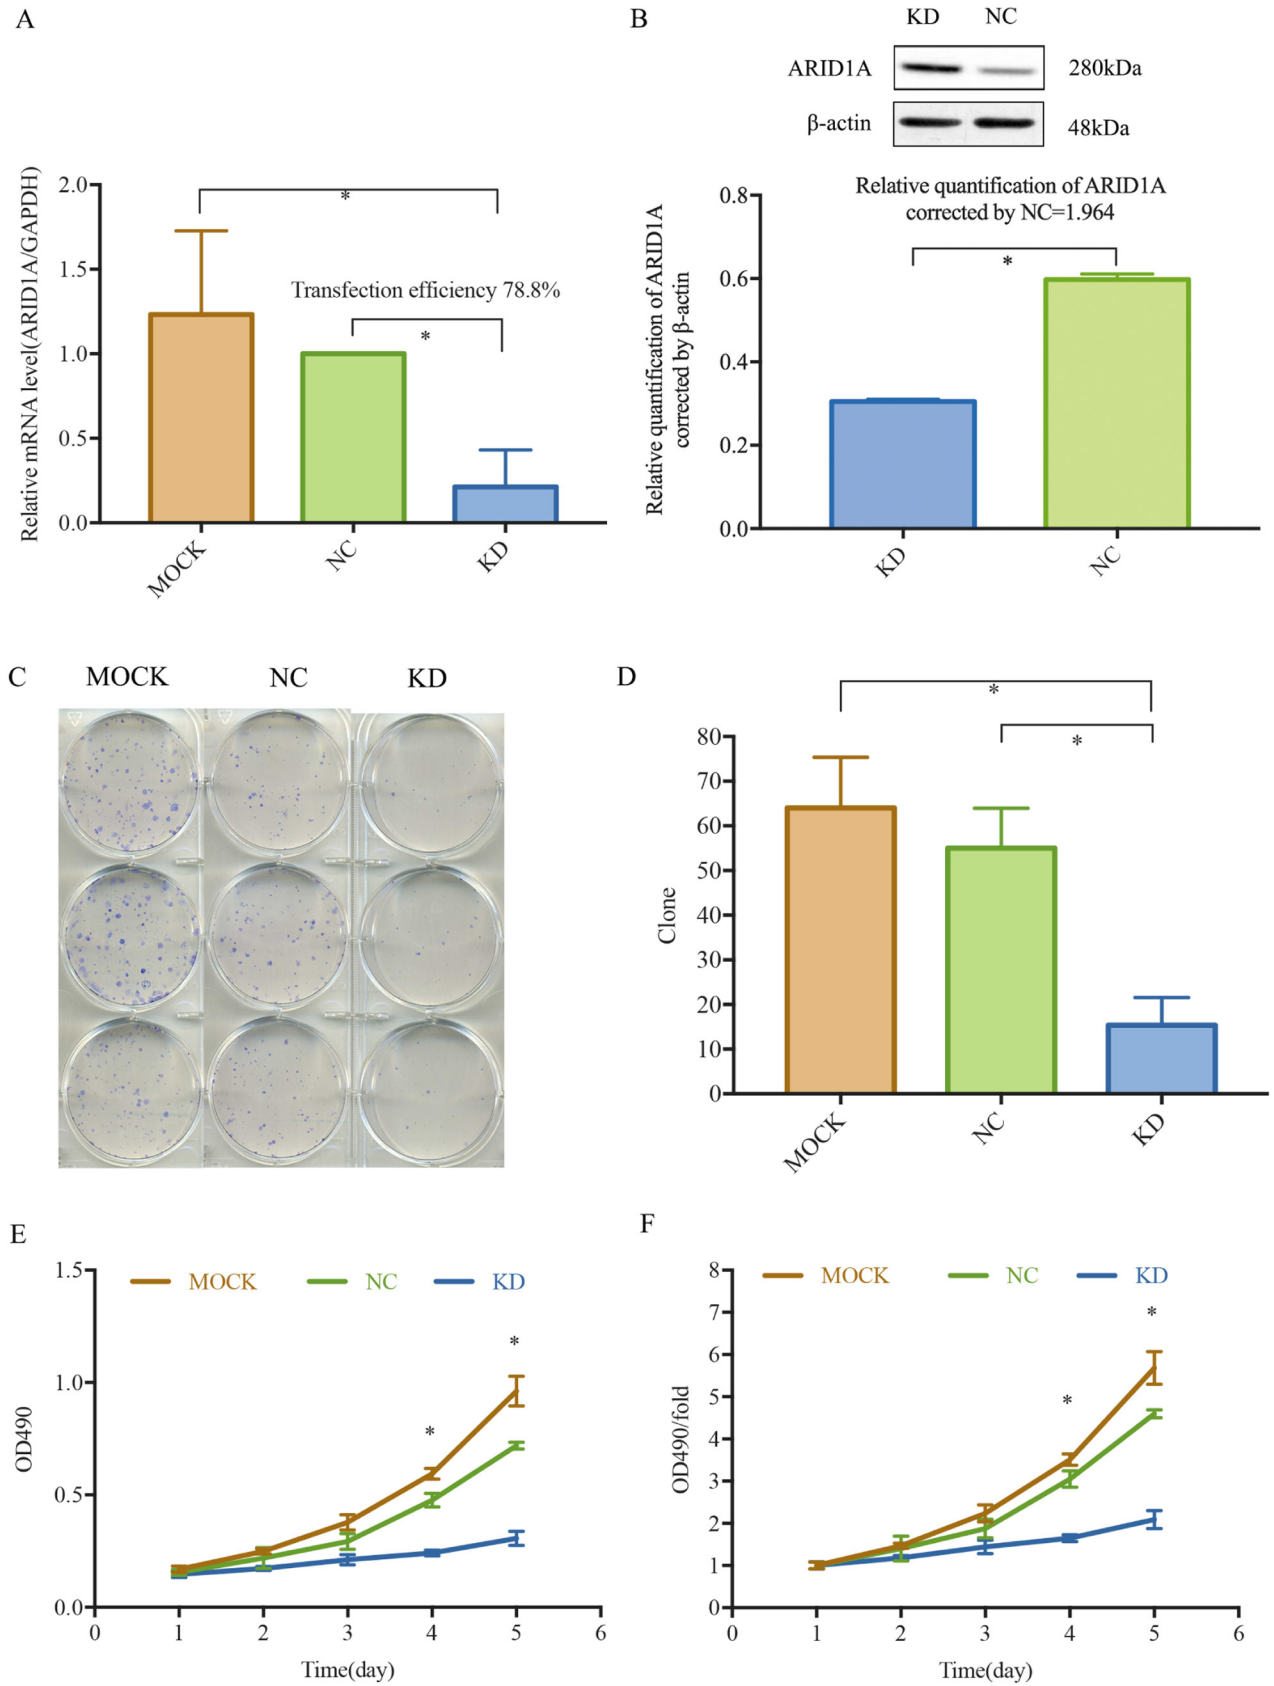 A
2.0
1.5
1.0
0.5
0.0
Relative mRNA level(ARID1A/GAPDH)
*
Transfection efficiency 78.8%
*
MOCK
NC
KD
B
KD NC
ARID1A 280kDa
β-actin 48kDa
Relative quantification of ARID1A
corrected by NC=1.964
*
Relative quantification of ARID1A
corrected by β-actin
0.8
0.6
0.4
0.2
0.0
KD
NC
C
MOCK NC KD
D
*
*
Clone
80
70
60
50
40
30
20
10
0
MOCK
NC
KD
E
MOCK NC KD
OD490
1.5
1.0
0.5
0.0
*
*
0 1 2 3 4 5 6
Time(day)
F
MOCK NC KD
OD490/fold
8
7
6
5
4
3
2
1
0
*
*
0 1 2 3 4 5 6
Time(day)